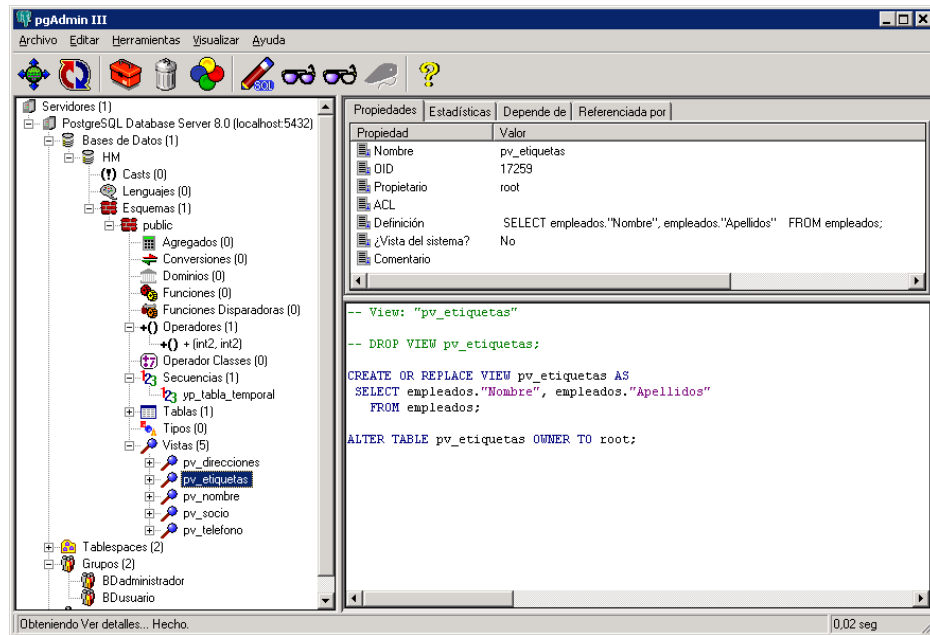 pgAdmin III
Archivo Editar Herramientas Visualizar Ayuda
SQL
Servidores (1)
PostgreSQL Database Server 8.0 (localhost:5432)
Bases de Datos (1)
HM
Casts (0)
Lenguajes (0)
Esquemas (1)
public
Agregados (0)
Conversiones (0)
Dominios (0)
Funciones (0)
Funciones Disparadoras (0)
+() Operadores (1)
+() + (int2, int2)
Operador Classes (0)
123 Secuencias (1)
123 yp_tabla_temporal
Tablas (1)
Tipos (0)
Vistas (5)
pv_direcciones
pv_etiquetas
pv_nombre
pv_socio
pv_telefono
Tablespaces (2)
Grupos (2)
BDadministrador
BDusuario
Propiedades Estadísticas Depende de Referenciada por
Propiedad Valor
Nombre pv_etiquetas
OID 17259
Propietario root
ACL
Definición SELECT empleados."Nombre", empleados."Apellidos" FROM empleados;
¿Vista del sistema? No
Comentario
-- View: "pv_etiquetas"
-- DROP VIEW pv_etiquetas;
CREATE OR REPLACE VIEW pv_etiquetas AS
SELECT empleados."Nombre", empleados."Apellidos"
FROM empleados;
ALTER TABLE pv_etiquetas OWNER TO root;
Obteniendo Ver detalles... Hecho. 0,02 seg